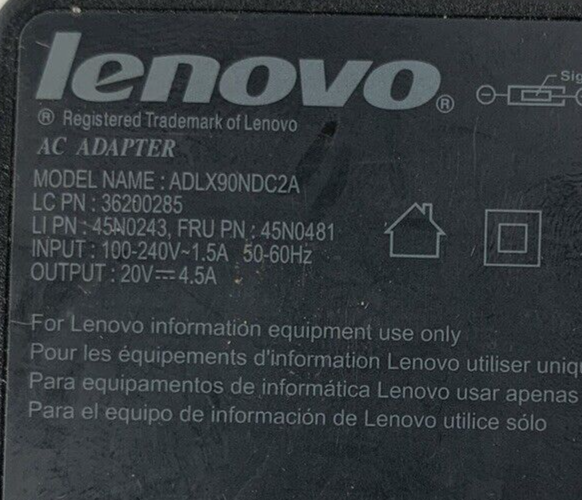 lenovo ®
Sig
® Registered Trademark of Lenovo
AC ADAPTER
MODEL NAME : ADLX90NDC2A
LC PN : 36200285
LI PN : 45N0243, FRU PN : 45N0481
INPUT : 100-240V~1.5A 50-60Hz
OUTPUT : 20V⎓4.5A
For Lenovo information equipment use only
Pour les équipements d'information Lenovo utiliser uniqu
Para equipamentos de informática Lenovo usar apenas
Para el equipo de información de Lenovo utilice sólo